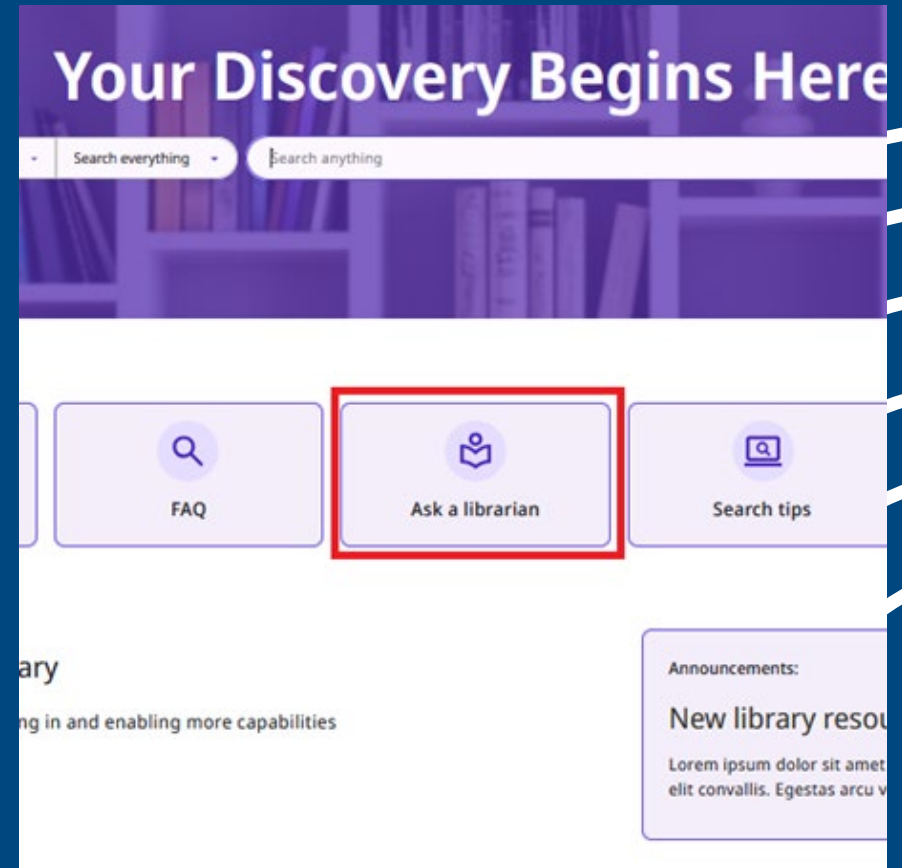 Your Discovery Begins Here
Search everything
Search anything
FAQ
Ask a librarian
Search tips
ary
ng in and enabling more capabilities
Announcements:
New library resou
Lorem ipsum dolor sit amet
elit convallis. Egestas arcu v